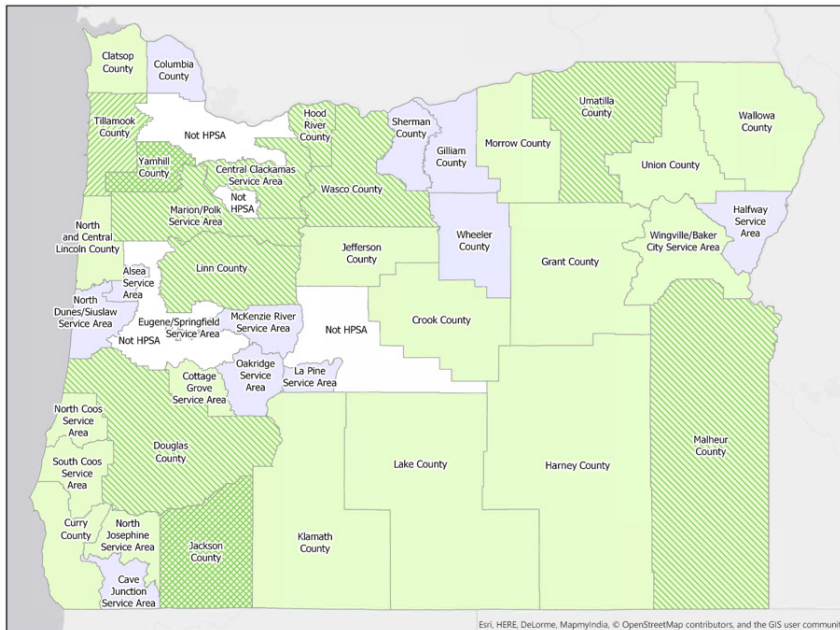 Clatsop
County
Columbia
County
Tillamook
County
Not HPSA
Hood
River
County
Yamhill
County
Central Clackamas
Service Area
Not
HPSA
Marion/Polk
Service Area
Wasco County
Sherman
County
Gilliam
County
Morrow County
Umatilla
County
Union County
Wallowa
County
North
and Central
Lincoln County
Alsea
Service
Area
Linn County
Jefferson
County
Wheeler
County
Grant County
Wingville/Baker
City Service Area
Halfway
Service
Area
North
Dunes/Siuslaw
Service Area
Eugene/Springfield
Service Area
Not HPSA
McKenzie River
Service Area
Not HPSA
Crook County
Oakridge
Service
Area
La Pine
Service Area
Cottage
Grove
Service Area
North Coos
Service
Area
Douglas
County
South Coos
Service
Area
Lake County
Harney County
Malheur
County
Curry
County
North
Josephine
Service Area
Jackson
County
Klamath
County
Cave
Junction
Service Area
Esri, HERE, DeLorme, MapmyIndia, © OpenStreetMap contributors, and the GIS user